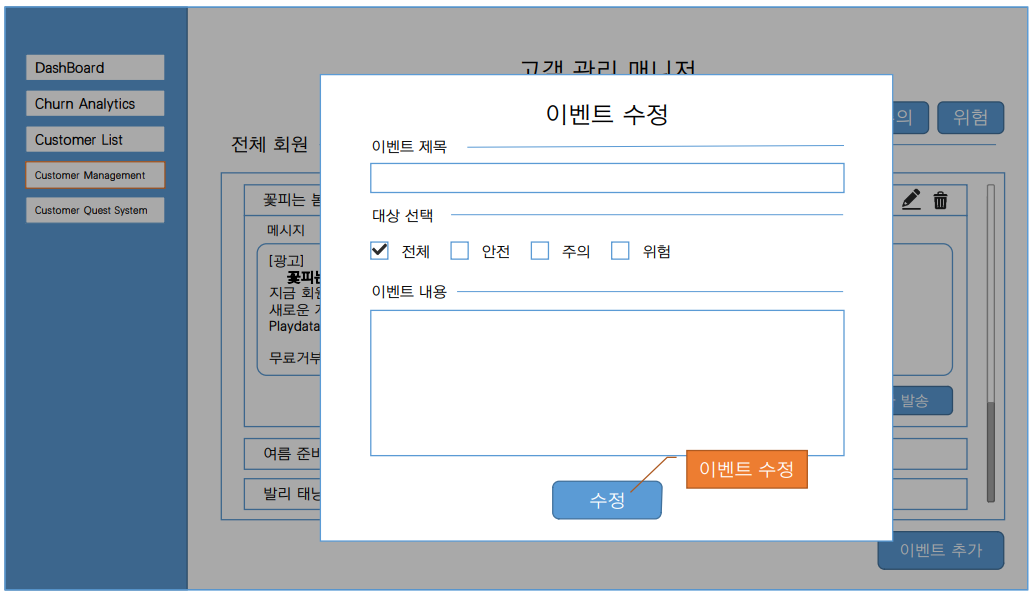 DashBoard
Churn Analytics
Customer List
Customer Management
Customer Quest System
고객 관리 매니저
위험
전체 회원
꽃피는
메시지
[광고]
꽃피는
지금 회원
새로운
Playdata
무료거부
발송
여름 준비
발리 태닝
이벤트 추가
이벤트 수정
이벤트 제목
대상 선택
전체
안전
주의
위험
이벤트 내용
수정
이벤트 수정